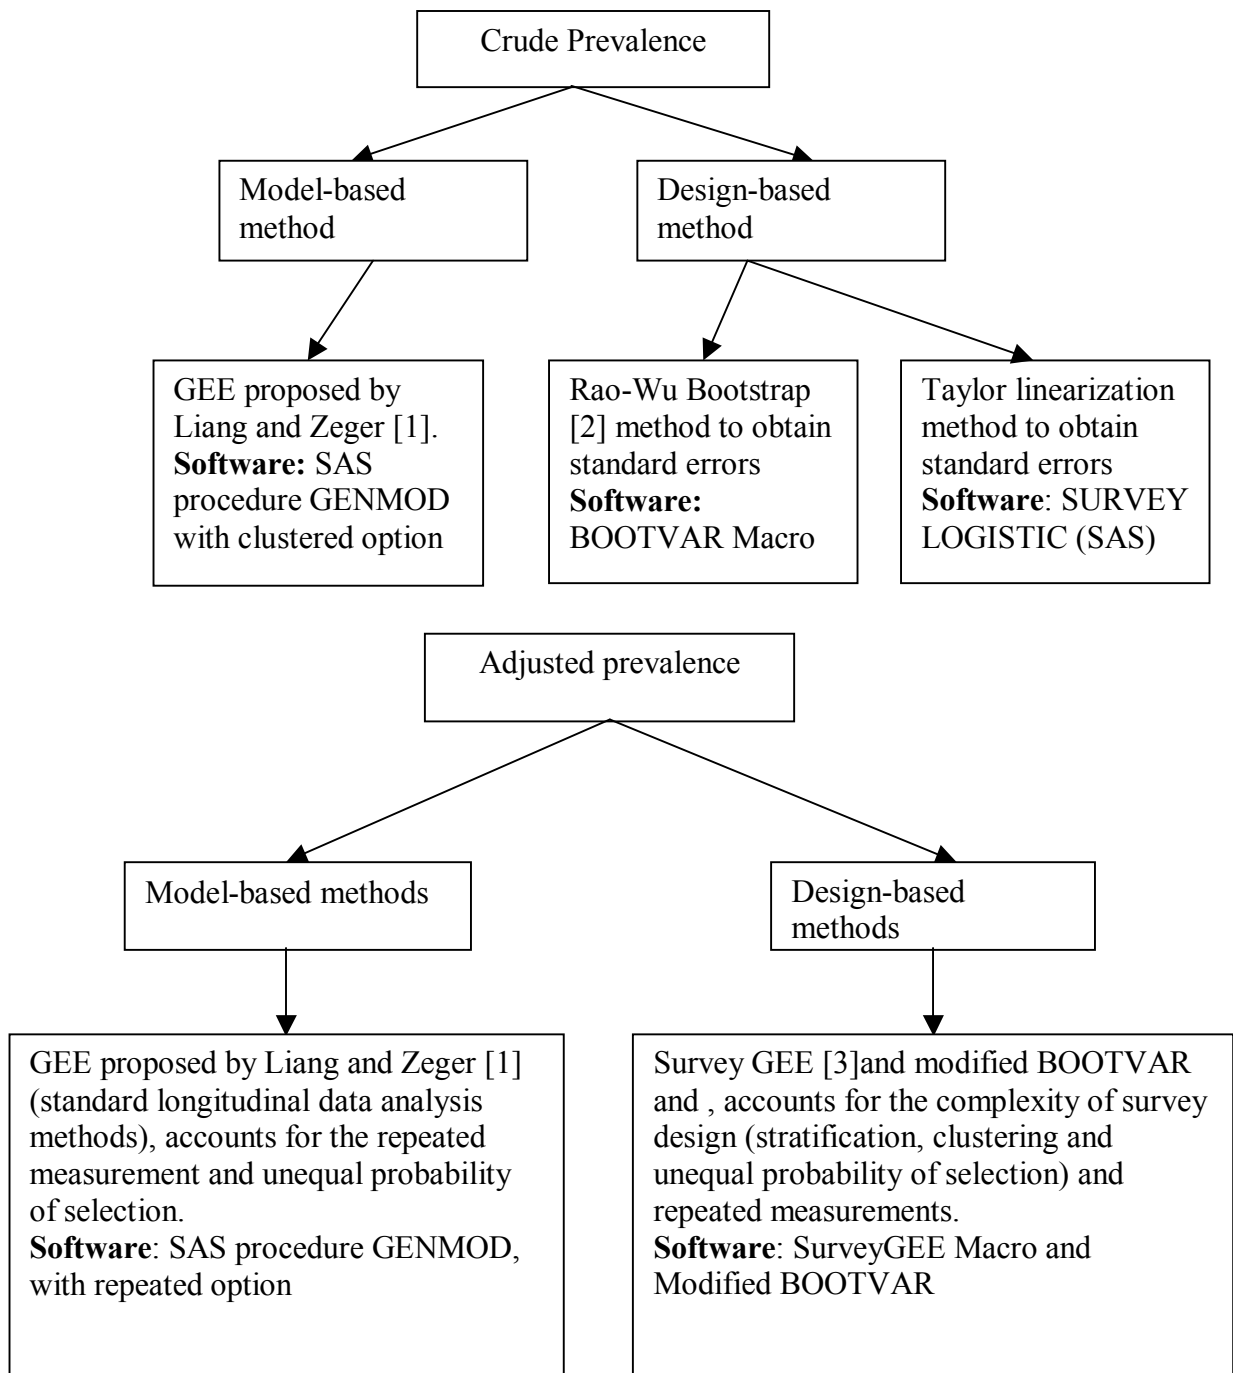 Crude Prevalence
Model-based
method
Design-based
method
GEE proposed by
Liang and Zeger [1].
Software: SAS
procedure GENMOD
with clustered option
Rao-Wu Bootstrap
[2] method to obtain
standard errors
Software:
BOOTVAR Macro
Taylor linearization
method to obtain
standard errors
Software: SURVEY
LOGISTIC (SAS)
Adjusted prevalence
Model-based methods
Design-based
methods
GEE proposed by Liang and Zeger [1]
(standard longitudinal data analysis
methods), accounts for the repeated
measurement and unequal probability
of selection.
Software: SAS procedure GENMOD,
with repeated option
Survey GEE [3]and modified BOOTVAR
and , accounts for the complexity of survey
design (stratification, clustering and
unequal probability of selection) and
repeated measurements.
Software: SurveyGEE Macro and
Modified BOOTVAR